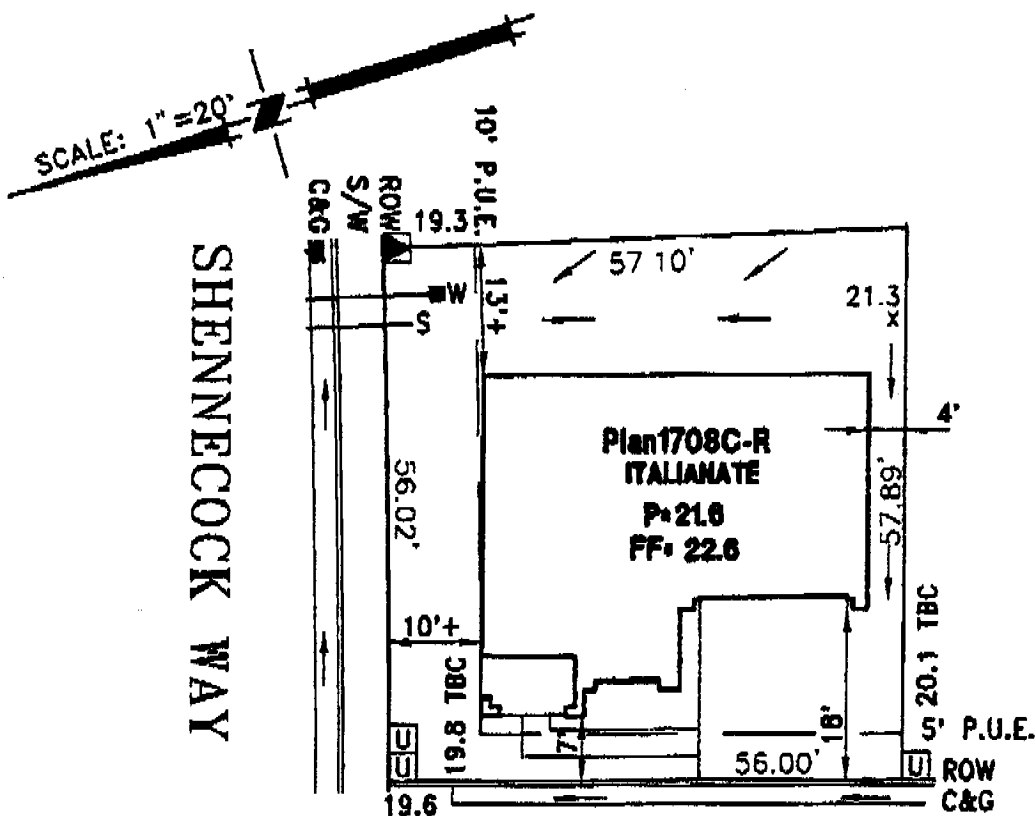 SCALE: 1"=20'
10' P.U.E.
C&G
S/W
ROW
19.3
57 10'
W
S
13'+
21.3
x
4'
SHENNECOCK WAY
56.02'
Plan1708C-R
ITALIANATE
P=21.6
FF= 22.6
57.89'
10'+
19.8 TBC
20.1 TBC
7'
18'
5' P.U.E.
56.00'
U
U
U
ROW
C&G
19.6